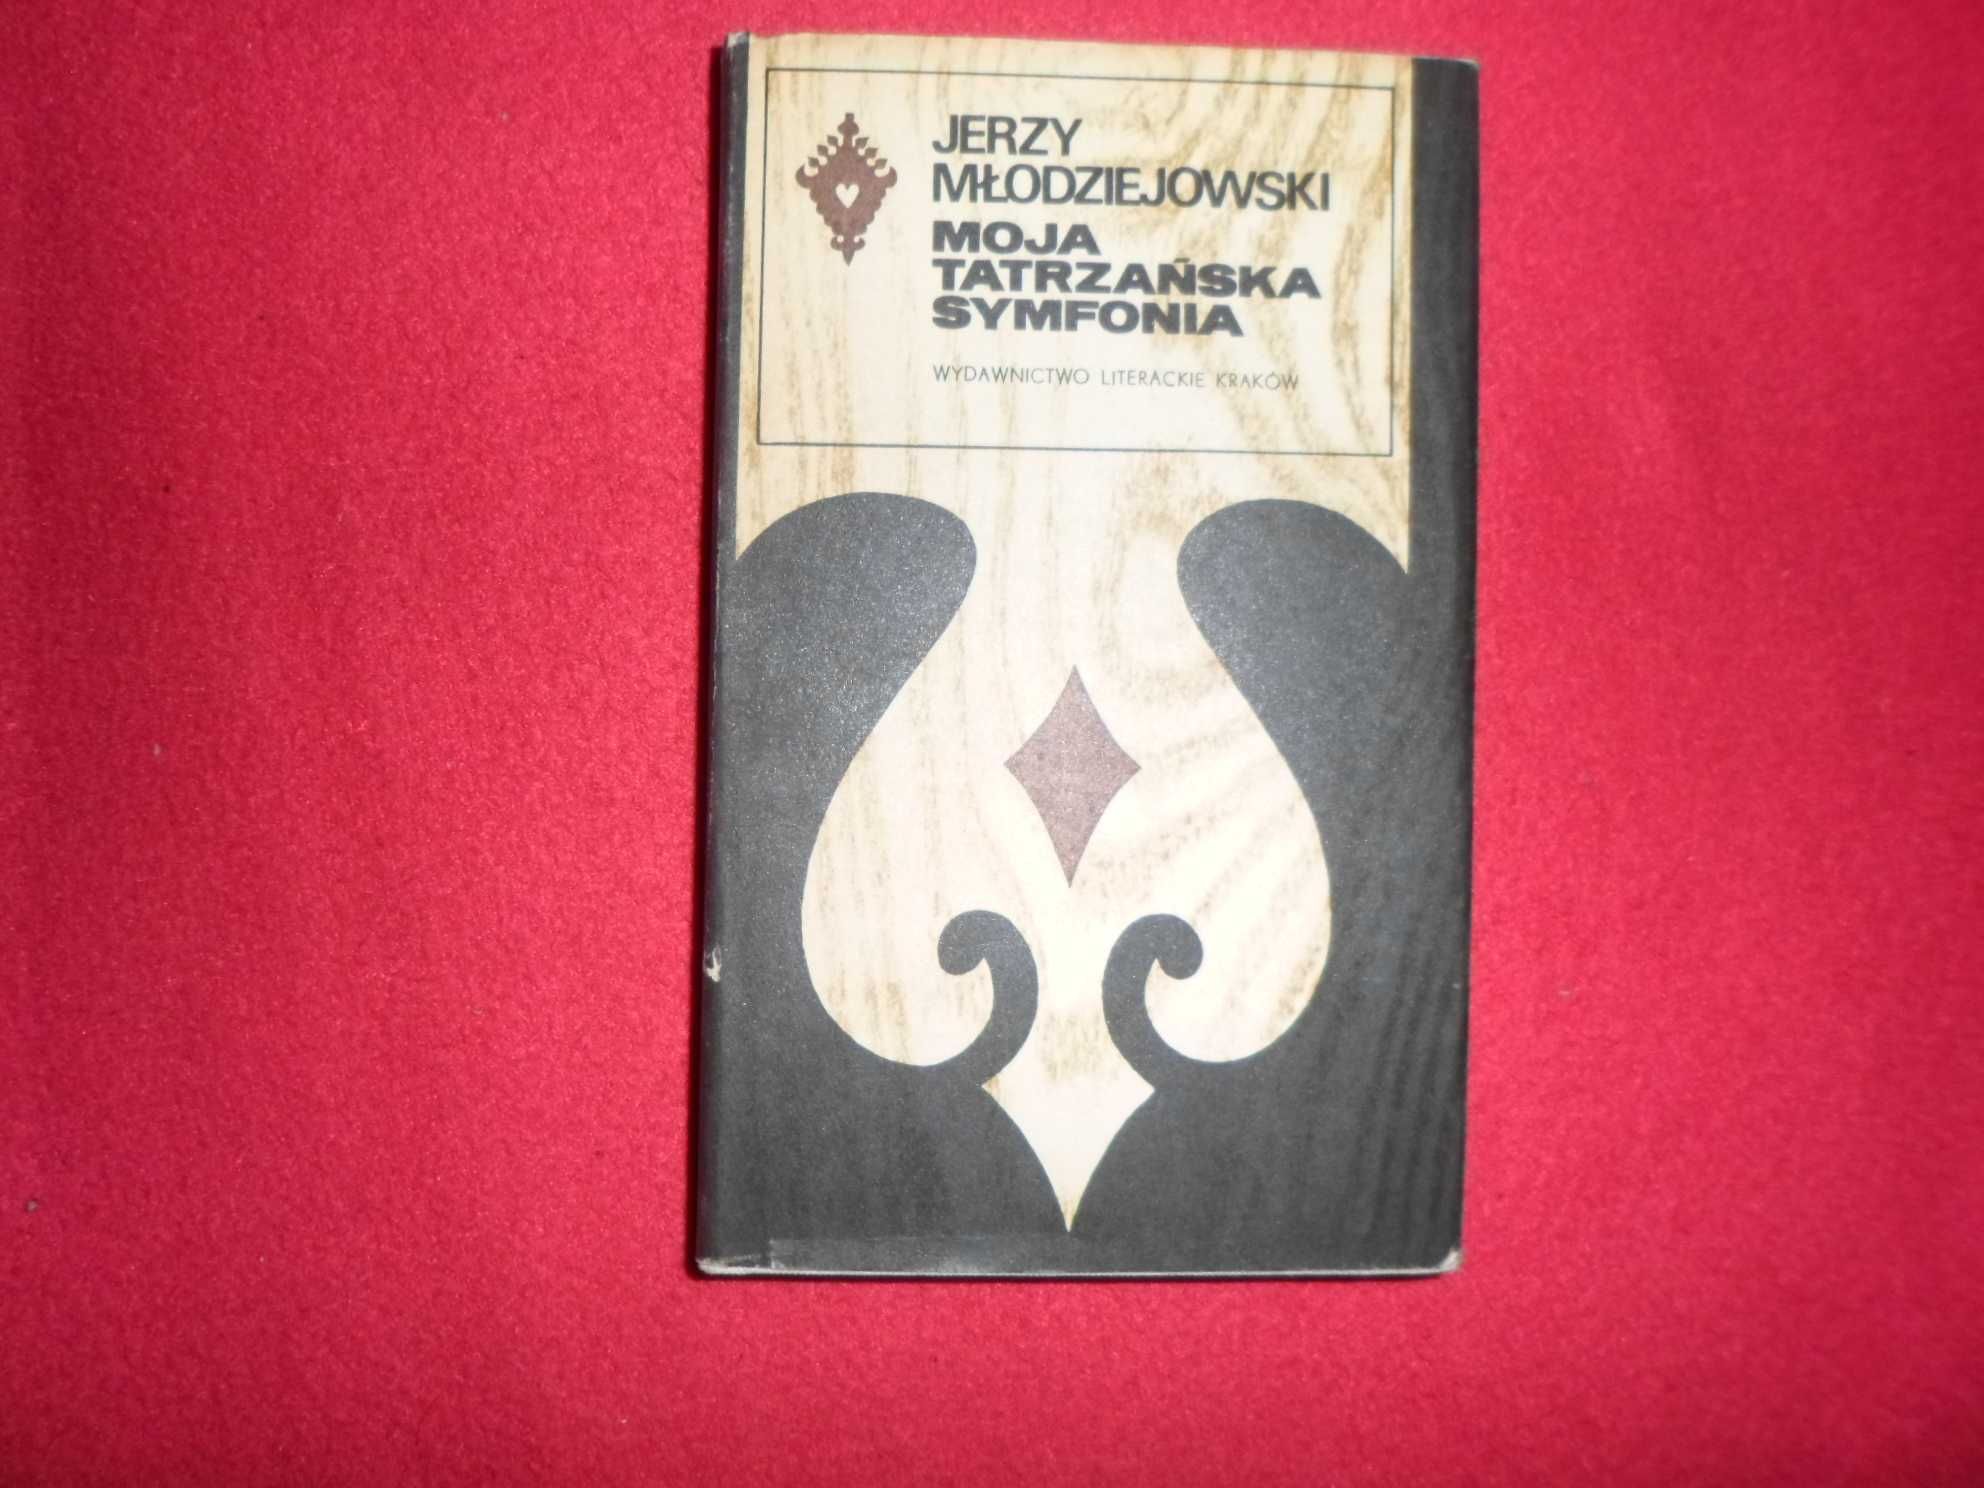 JERZY
MŁODZIEJOWSKI
MOJA
TATRZAŃSKA
SYMFONIA
WYDAWNICTWO LITERACKIE KRAKÓW